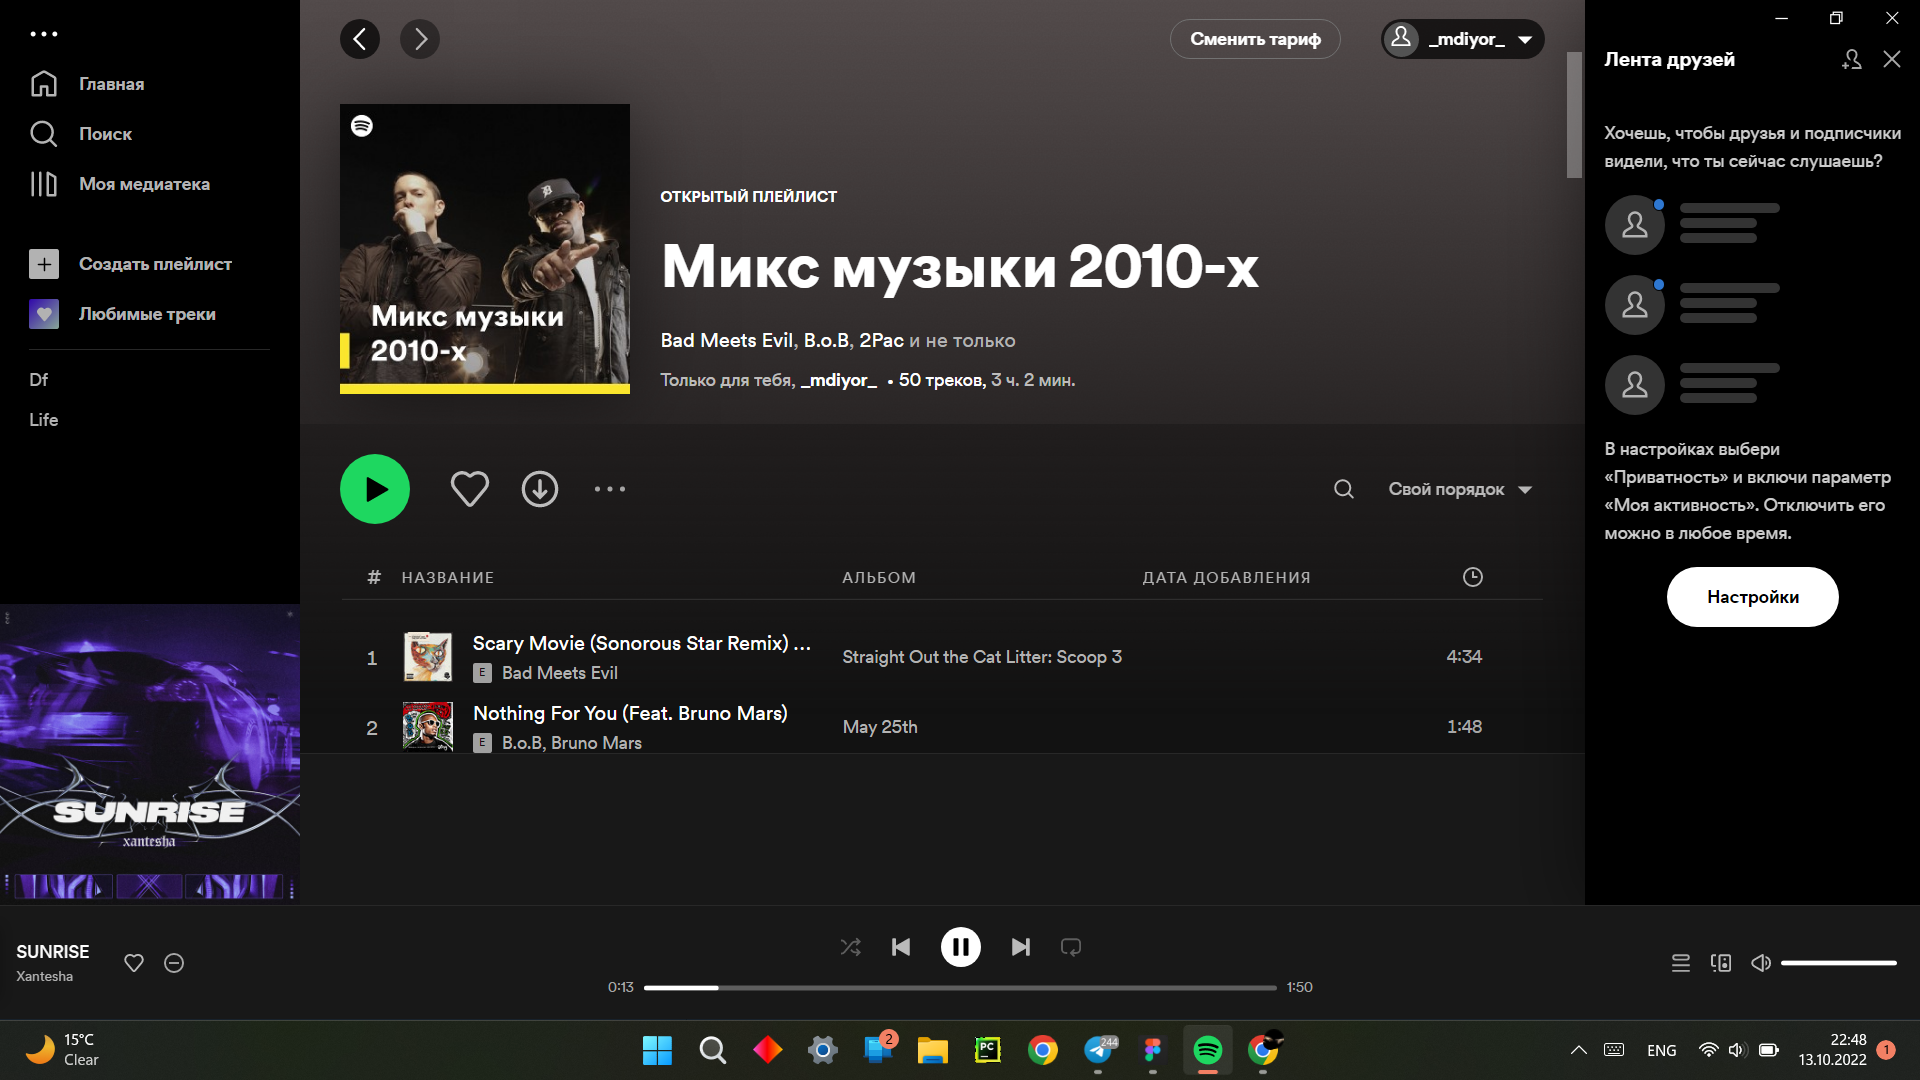 Главная
Поиск
Моя медиатека
Создать плейлист
Любимые треки
Df
Life
SUNRISE
xantesha
Сменить тариф
_mdiyor_
Микс музыки
2010-х
ОТКРЫТЫЙ ПЛЕЙЛИСТ
Микс музыки 2010-х
Bad Meets Evil, B.o.B, 2Pac и не только
Только для тебя, _mdiyor_ • 50 треков, 3 ч. 2 мин.
Свой порядок
# НАЗВАНИЕ АЛЬБОМ ДАТА ДОБАВЛЕНИЯ
1 Scary Movie (Sonorous Star Remix) ... Straight Out the Cat Litter: Scoop 3 4:34
E Bad Meets Evil
2 Nothing For You (Feat. Bruno Mars) May 25th 1:48
E B.o.B, Bruno Mars
Лента друзей
Хочешь, чтобы друзья и подписчики
видели, что ты сейчас слушаешь?
В настройках выбери
«Приватность» и включи параметр
«Моя активность». Отключить его
можно в любое время.
Настройки
SUNRISE
Xantesha
0:13 1:50
15°C
Clear
2
PC
244
ENG
22:48
13.10.2022
1